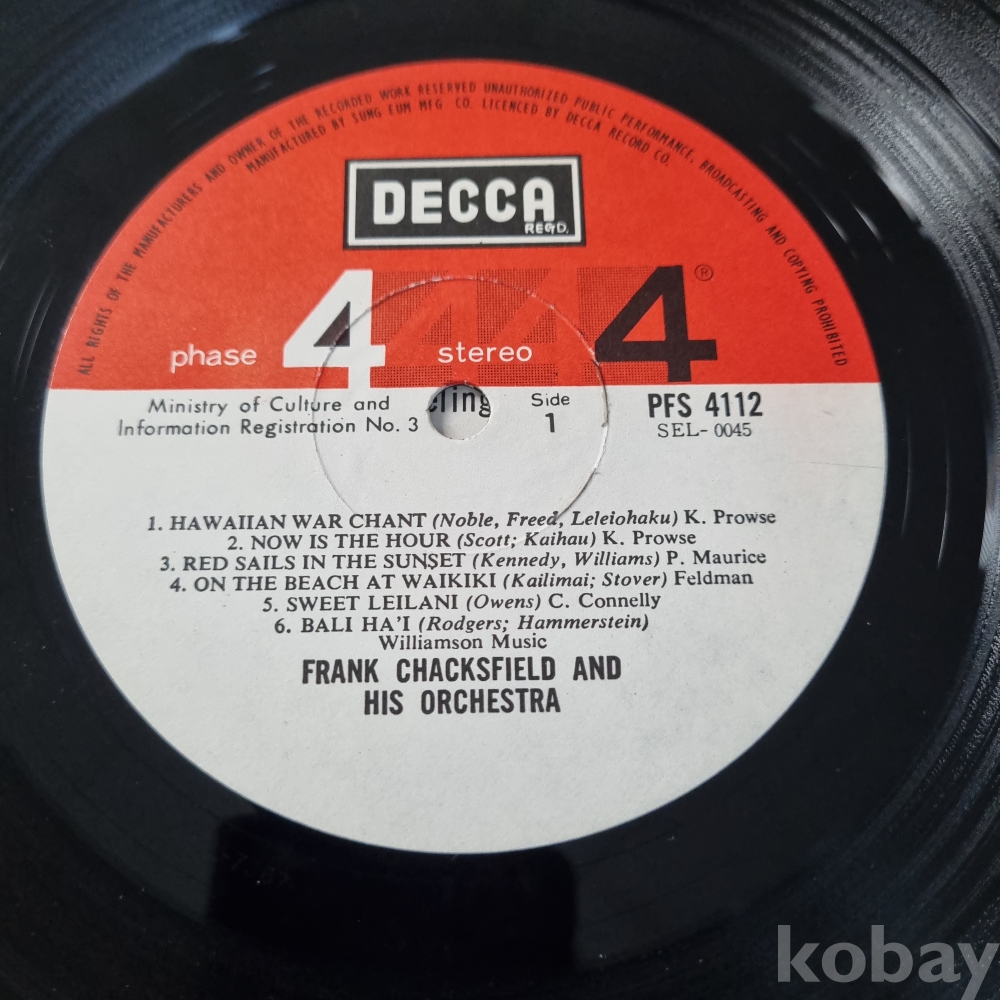 ALL RIGHTS OF THE MANUFACTURERS AND OWNER OF THE RECORDED WORK RESERVED UNAUTHORIZED PUBLIC PERFORMANCE, BROADCASTING AND COPYING PROHIBITED
MANUFACTURED BY SUNG EUM MFG CO. LICENCED BY DECCA RECORD CO.
DECCA
REG'D.
phase 4 stereo 4 ®
Ministry of Culture and
Information Registration No. 3
eling
Side
1
PFS 4112
SEL- 0045
1. HAWAIIAN WAR CHANT (Noble, Freed, Leleiohaku) K. Prowse
2. NOW IS THE HOUR (Scott; Kaihau) K. Prowse
3. RED SAILS IN THE SUNSET (Kennedy, Williams) P. Maurice
4. ON THE BEACH AT WAIKIKI (Kailimai; Stover) Feldman
5. SWEET LEILANI (Owens) C. Connelly
6. BALI HA'I (Rodgers; Hammerstein)
Williamson Music
FRANK CHACKSFIELD AND
HIS ORCHESTRA
kobay